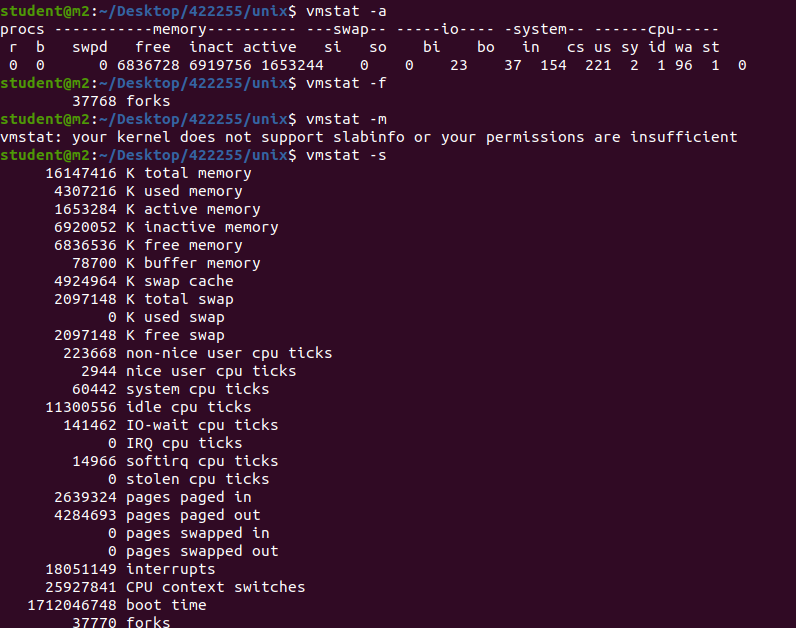 student@m2:~/Desktop/422255/unix$ vmstat -a
procs -----------memory---------- ---swap-- -----io---- -system-- ------cpu-----
 r  b   swpd   free  inact active   si   so    bi    bo   in   cs us sy id wa st
 0  0      0 6836728 6919756 1653244    0    0    23    37  154  221  2  1 96  1  0
student@m2:~/Desktop/422255/unix$ vmstat -f
        37768 forks
student@m2:~/Desktop/422255/unix$ vmstat -m
vmstat: your kernel does not support slabinfo or your permissions are insufficient
student@m2:~/Desktop/422255/unix$ vmstat -s
     16147416 K total memory
      4307216 K used memory
      1653284 K active memory
      6920052 K inactive memory
      6836536 K free memory
        78700 K buffer memory
      4924964 K swap cache
      2097148 K total swap
            0 K used swap
      2097148 K free swap
       223668 non-nice user cpu ticks
         2944 nice user cpu ticks
        60442 system cpu ticks
     11300556 idle cpu ticks
       141462 IO-wait cpu ticks
            0 IRQ cpu ticks
        14966 softirq cpu ticks
            0 stolen cpu ticks
      2639324 pages paged in
      4284693 pages paged out
            0 pages swapped in
            0 pages swapped out
     18051149 interrupts
     25927841 CPU context switches
   1712046748 boot time
        37770 forks